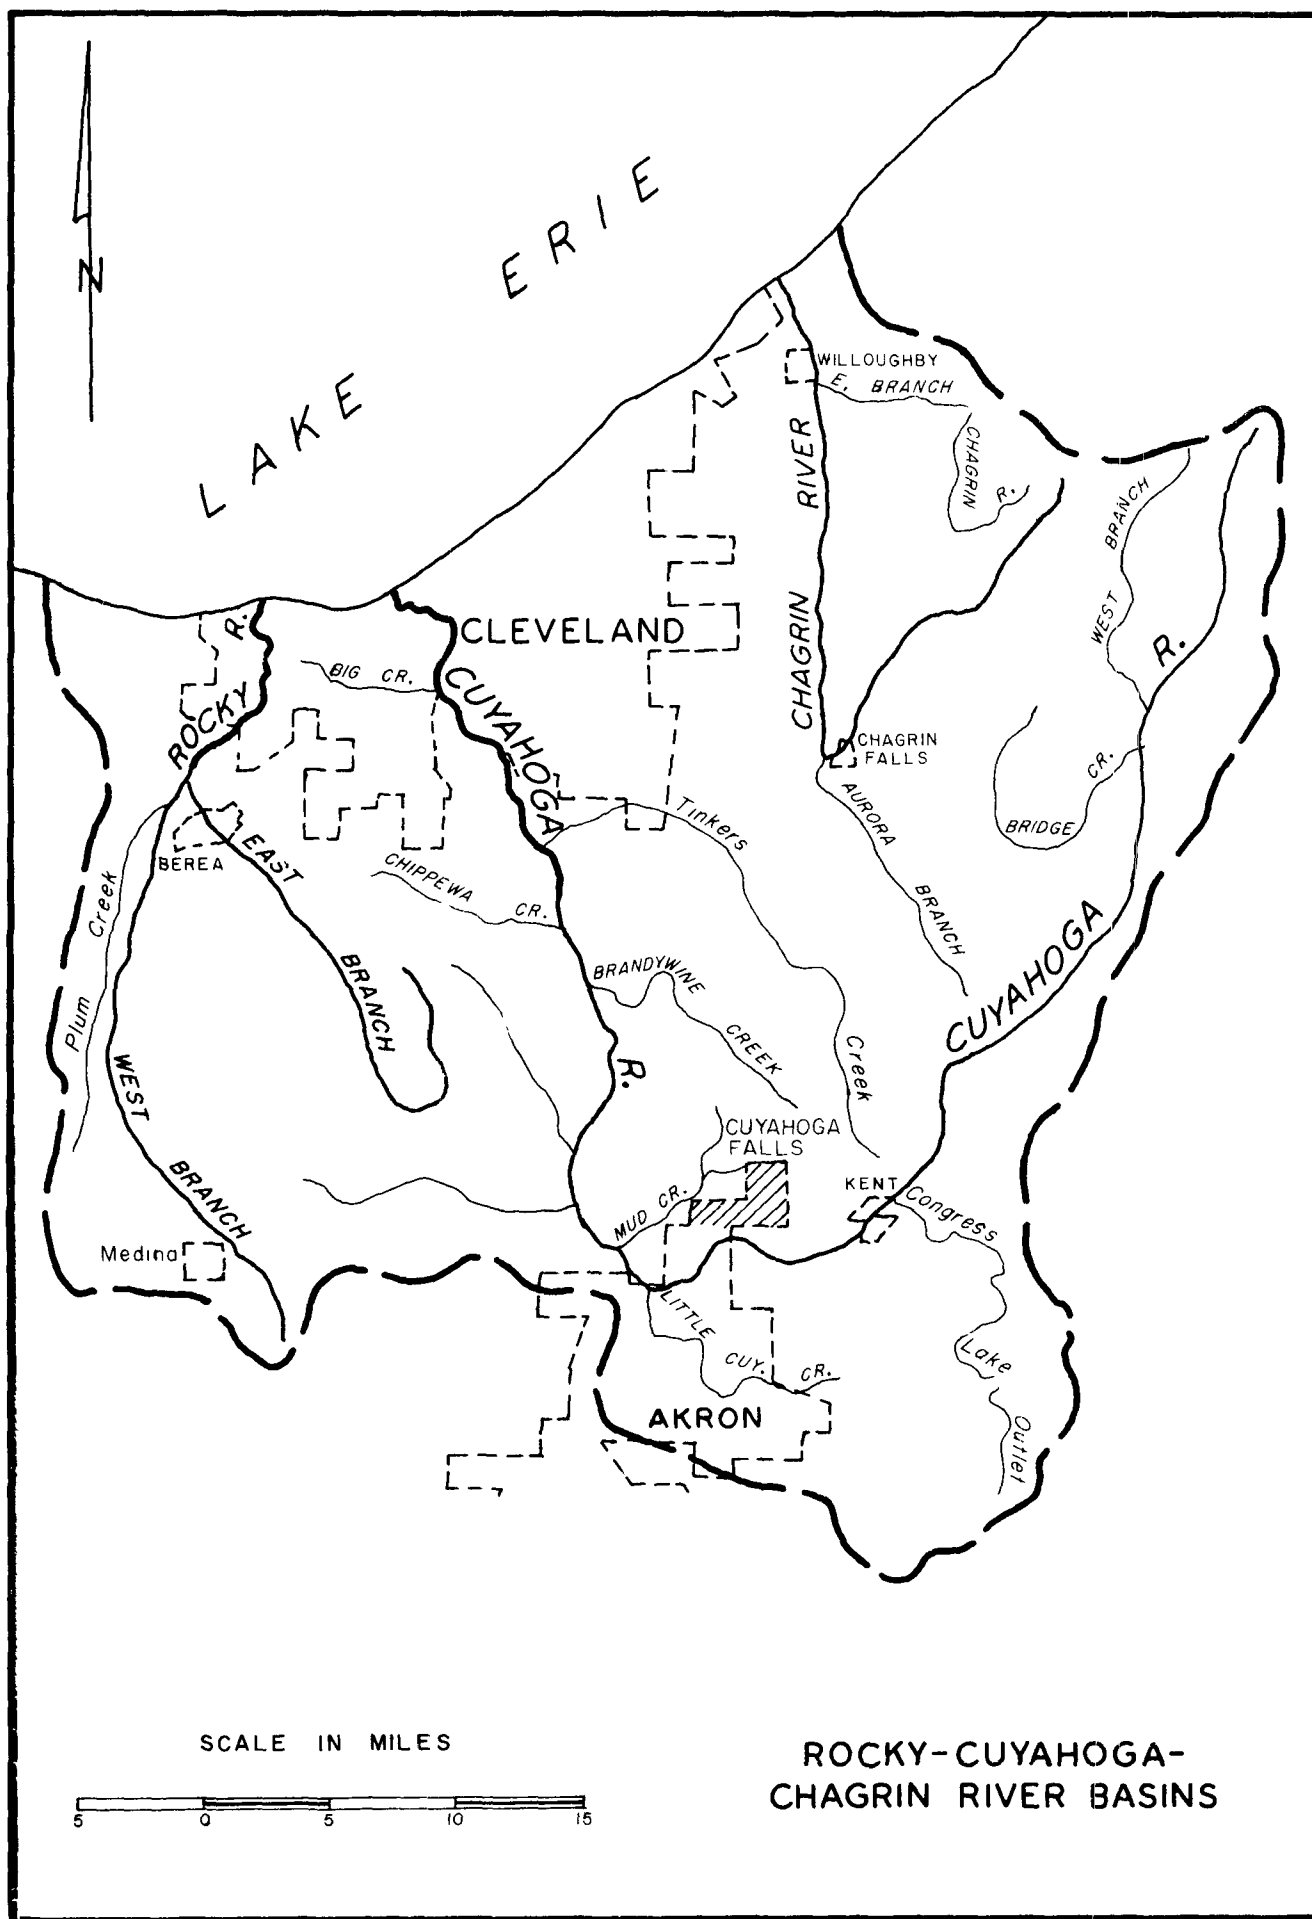 N
LAKE ERIE
WILLOUGHBY
E. BRANCH
CHAGRIN R.
CHAGRIN RIVER
WEST BRANCH
CUYAHOGA R.
ROCKY R.
BIG CR.
CLEVELAND
CUYAHOGA R.
CHAGRIN
FALLS
AURORA BRANCH
BRIDGE CR.
Tinkers Creek
BEREA
EAST BRANCH
CHIPPEWA CR.
Plum Creek
BRANDYWINE CREEK
WEST BRANCH
CUYAHOGA
FALLS
MUD CR.
KENT
Congress Lake Outlet
Medina
LITTLE CUY. CR.
AKRON
SCALE IN MILES
5 0 5 10 15
ROCKY-CUYAHOGA-
CHAGRIN RIVER BASINS